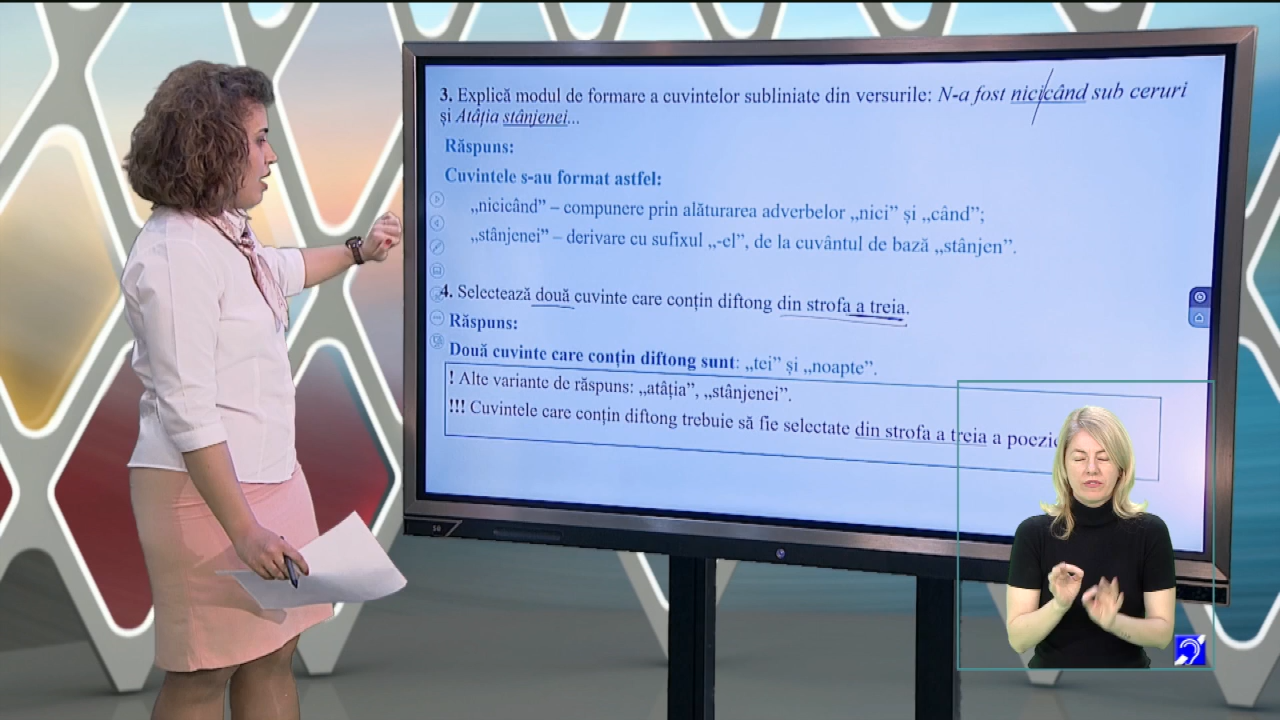 3. Explică modul de formare a cuvintelor subliniate din versurile: N-a fost nicicând sub ceruri
și Atâția stânjenei...
Răspuns:
Cuvintele s-au format astfel:
„nicicând” – compunere prin alăturarea adverbelor „nici” și „când”;
„stânjenei” – derivare cu sufixul „-el”, de la cuvântul de bază „stânjen”.
4. Selectează două cuvinte care conțin diftong din strofa a treia.
Răspuns:
Două cuvinte care conțin diftong sunt: „tei” și „noapte”.
! Alte variante de răspuns: „atâția”, „stânjenei”.
!!! Cuvintele care conțin diftong trebuie să fie selectate din strofa a treia a